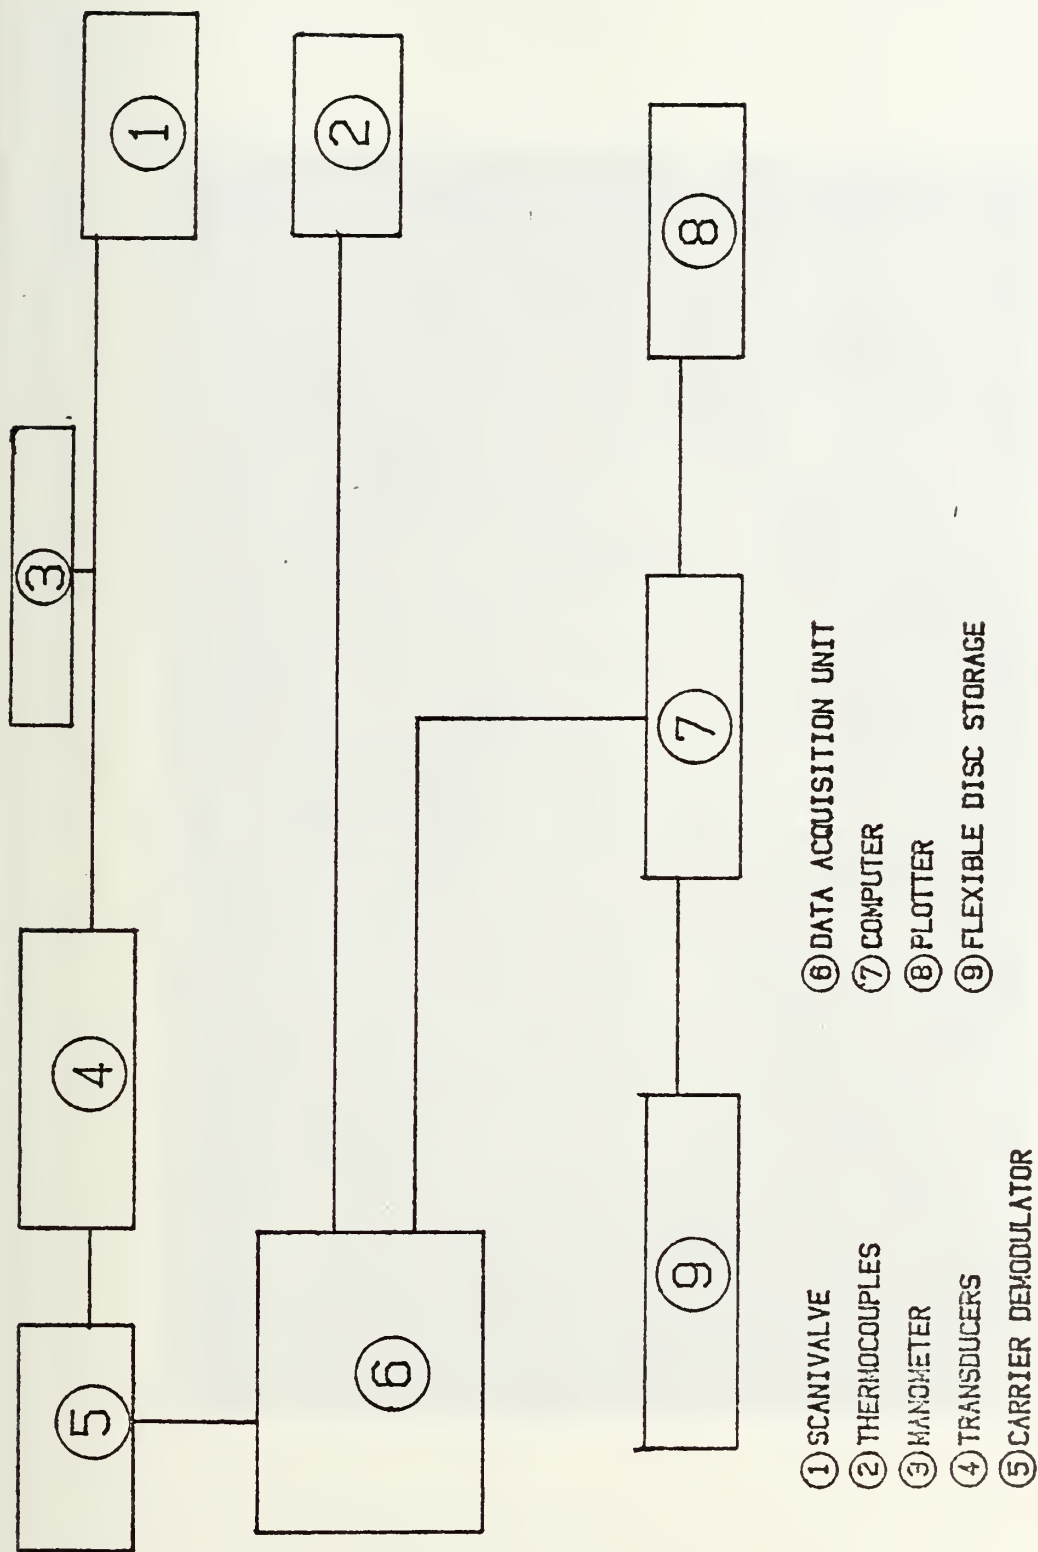 5
4
3
1
6
2
9
7
8
① SCANIVALVE
② THERMOCOUPLES
③ MANOMETER
④ TRANSDUCERS
⑤ CARRIER DEMODULATOR
⑥ DATA ACQUISITION UNIT
⑦ COMPUTER
⑧ PLOTTER
⑨ FLEXIBLE DISC STORAGE